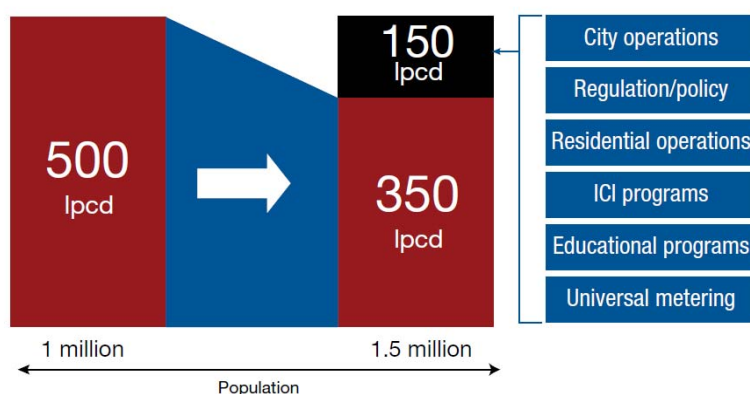 500
lpcd
150
lpcd
350
lpcd
City operations
Regulation/policy
Residential operations
ICI programs
Educational programs
Universal metering
1 million
1.5 million
Population